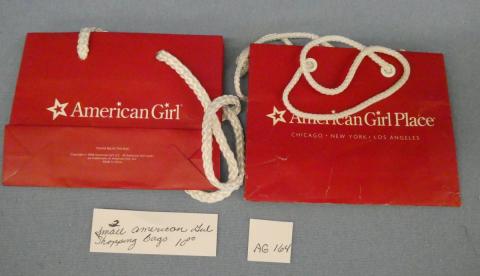 American Girl®
American Girl Place®
CHICAGO • NEW YORK • LOS ANGELES
2
small american Girl
Shopping bags 10.00
AG 164